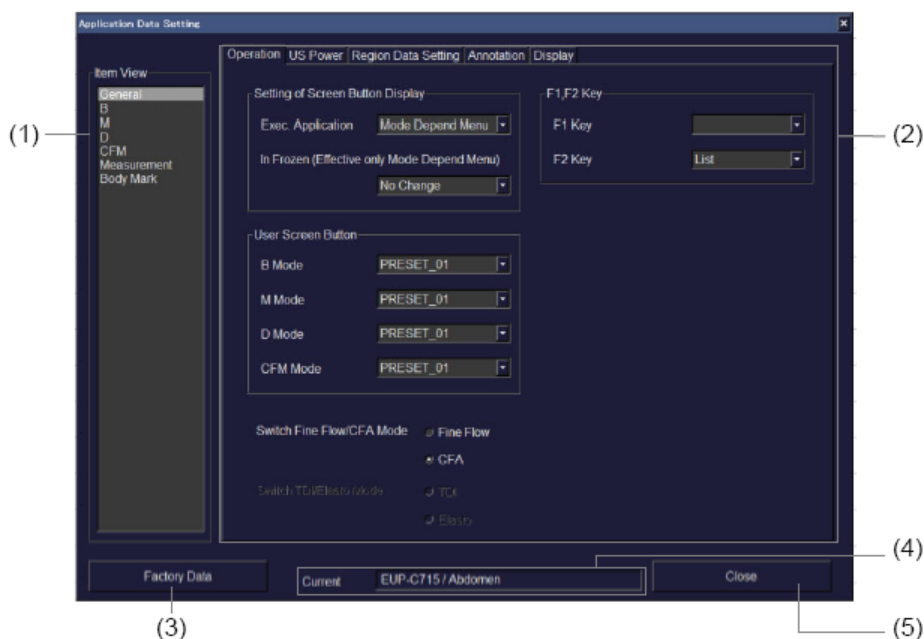 Application Data Setting
Operation US Power Region Data Setting Annotation Display
Item View
General
B
M
D
CFM
Measurement
Body Mark
(1)
Setting of Screen Button Display
Exec. Application Mode Depend Menu
In Frozen (Effective only Mode Depend Menu)
No Change
F1,F2 Key
F1 Key
F2 Key List
(2)
User Screen Button
B Mode PRESET_01
M Mode PRESET_01
D Mode PRESET_01
CFM Mode PRESET_01
Switch Fine Flow/CFA Mode Fine Flow
CFA
Switch TDI/Elasto Mode TDI
Elasto
(4)
Factory Data Current EUP-C715 / Abdomen Close
(3) (5)